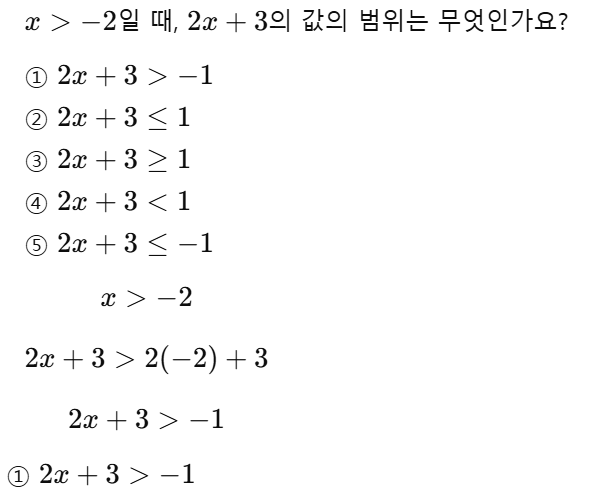 x > −2일 때, 2x + 3의 값의 범위는 무엇인가요?
① 2x + 3 > −1
② 2x + 3 ≤ 1
③ 2x + 3 ≥ 1
④ 2x + 3 < 1
⑤ 2x + 3 ≤ −1
x > −2
2x + 3 > 2(−2) + 3
2x + 3 > −1
① 2x + 3 > −1